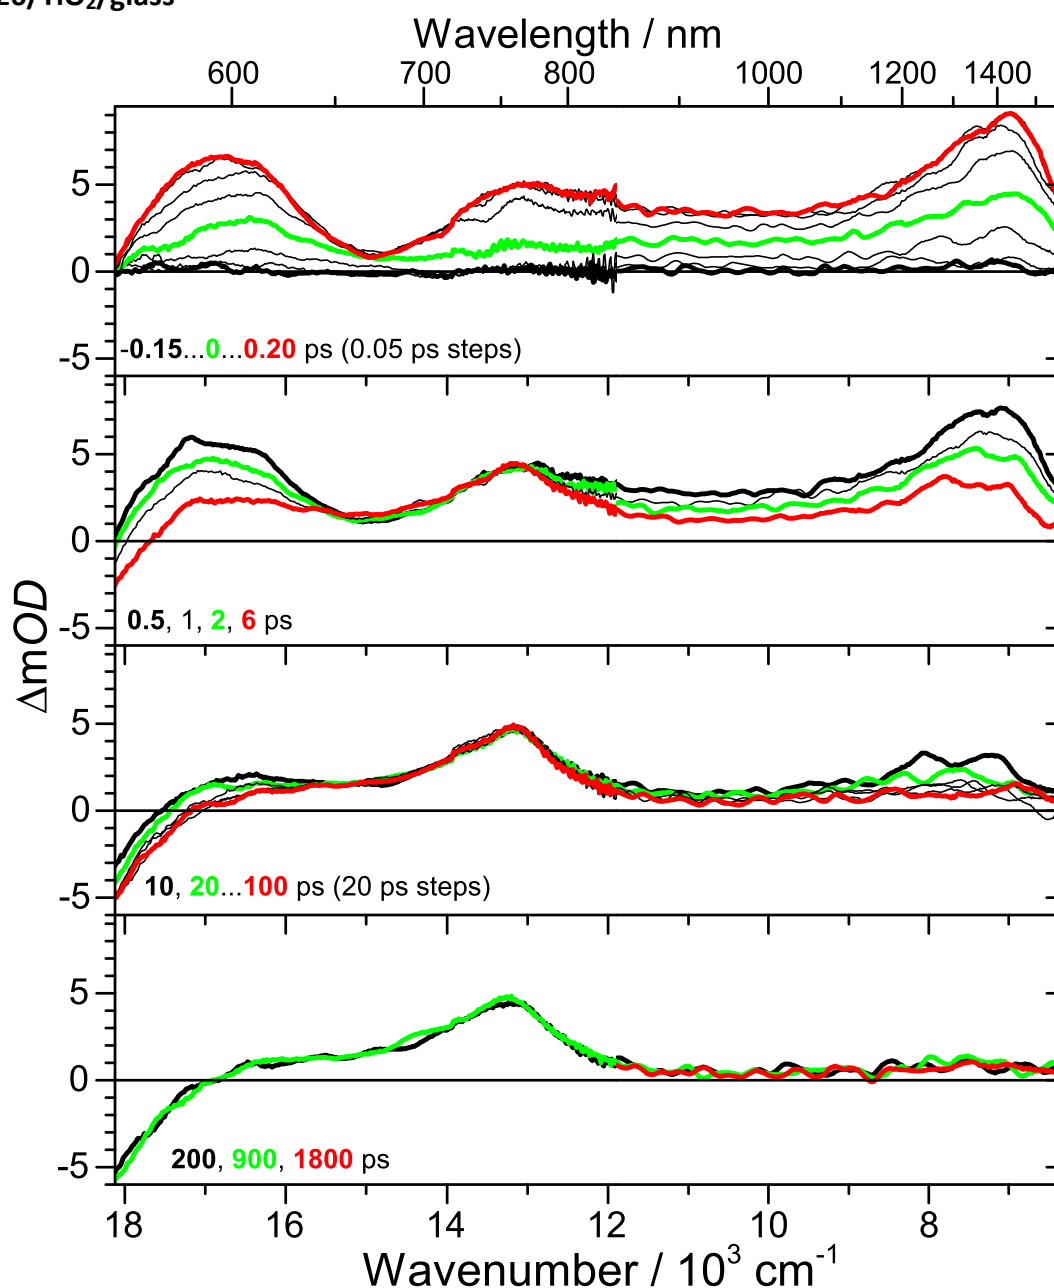 /TiO₂/glass
Wavelength / nm
600 700 800 1000 1200 1400
5
0
-5
-0.15...0...0.20 ps (0.05 ps steps)
5
0
-5
0.5, 1, 2, 6 ps
ΔmOD
5
0
-5
10, 20...100 ps (20 ps steps)
5
0
-5
200, 900, 1800 ps
18 16 14 12 10 8
Wavenumber / 10³ cm⁻¹